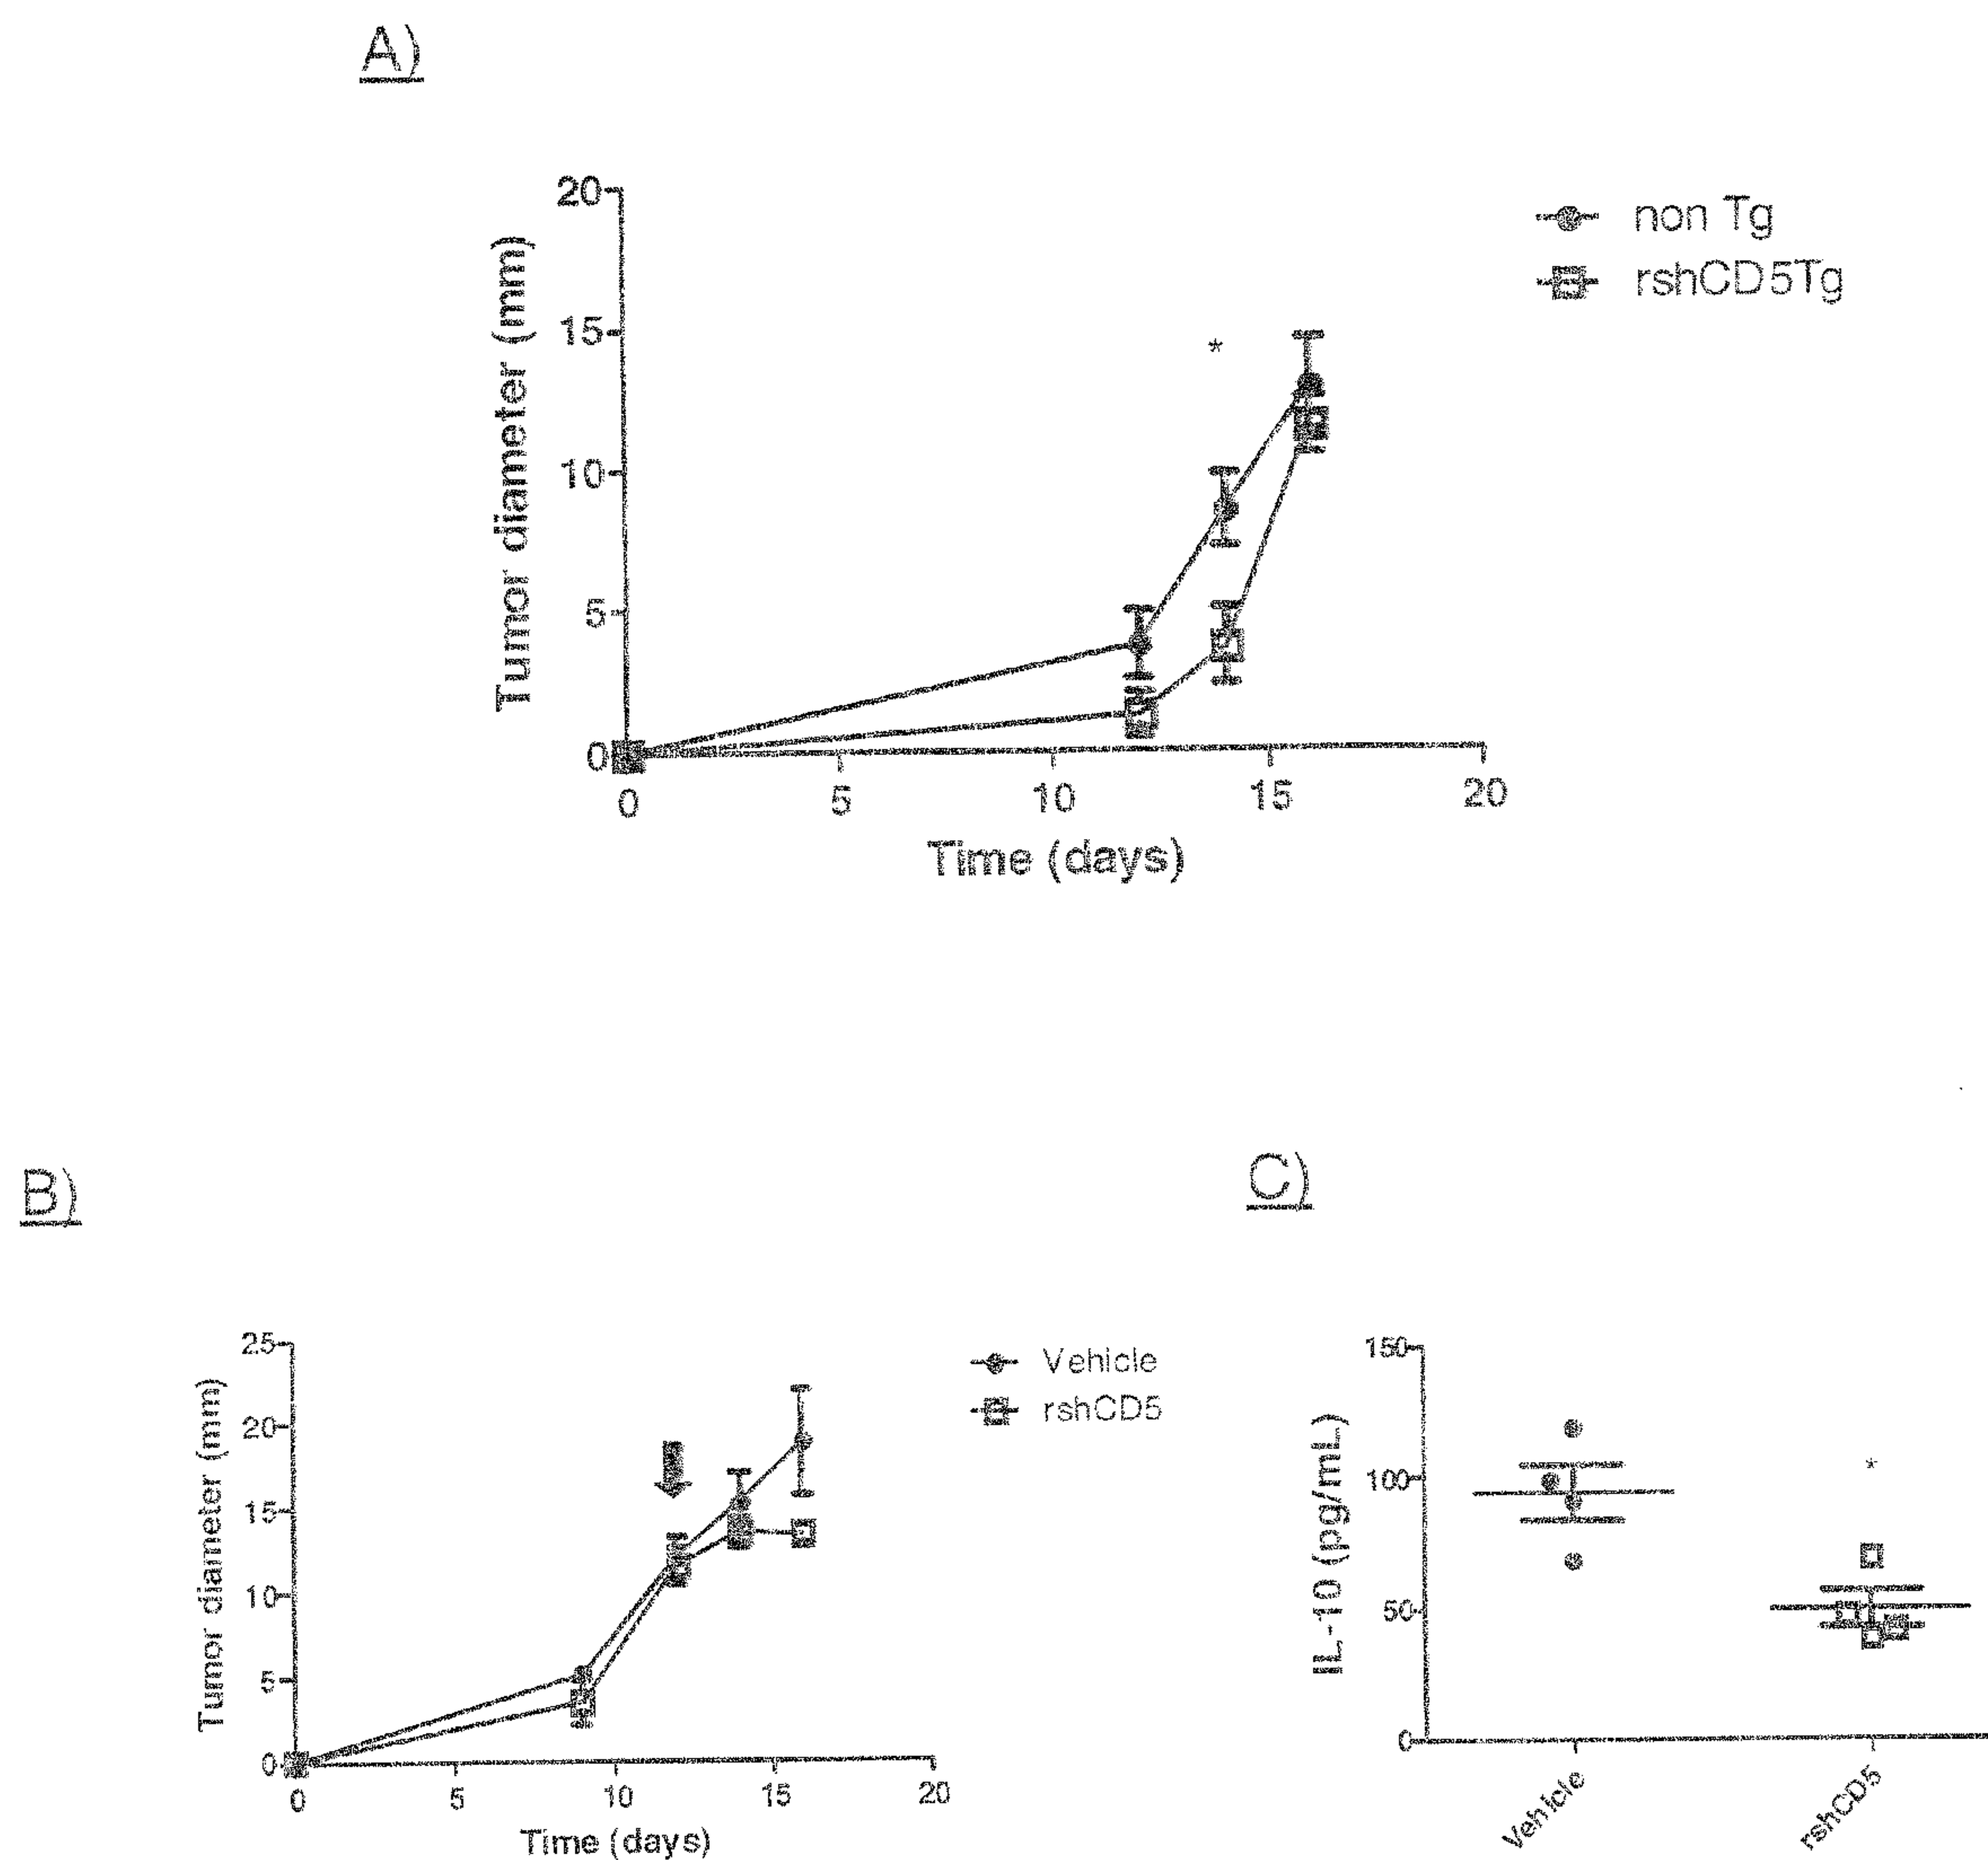 A)
20
15
10
5
0
Tumor diameter (mm)
0 5 10 15 20
Time (days)
non Tg
rshCD5Tg
*
B)
25
20
15
10
5
0
Tumor diameter (mm)
0 5 10 15 20
Time (days)
Vehicle
rshCD5
C)
150
100
50
0
IL-10 (pg/mL)
*
Vehicle
rshCD5